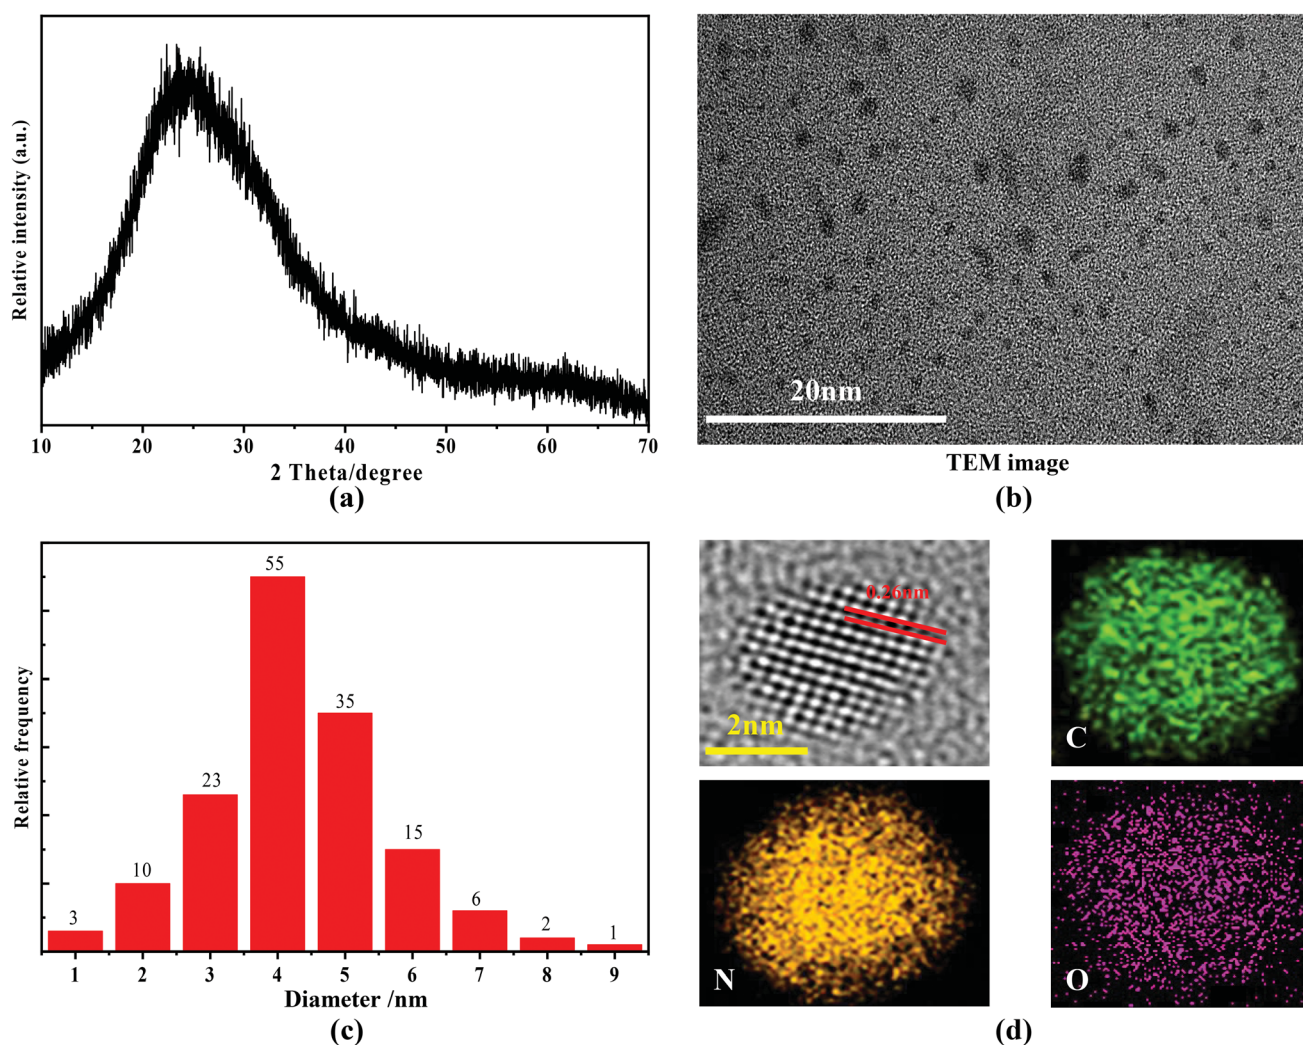 Relative intensity (a.u.)
10 20 30 40 50 60 70
2 Theta/degree
(a)
20nm
TEM image
(b)
Relative frequency
3
10
23
55
35
15
6
2
1
1 2 3 4 5 6 7 8 9
Diameter /nm
(c)
0.26nm
2nm
C
N
O
(d)